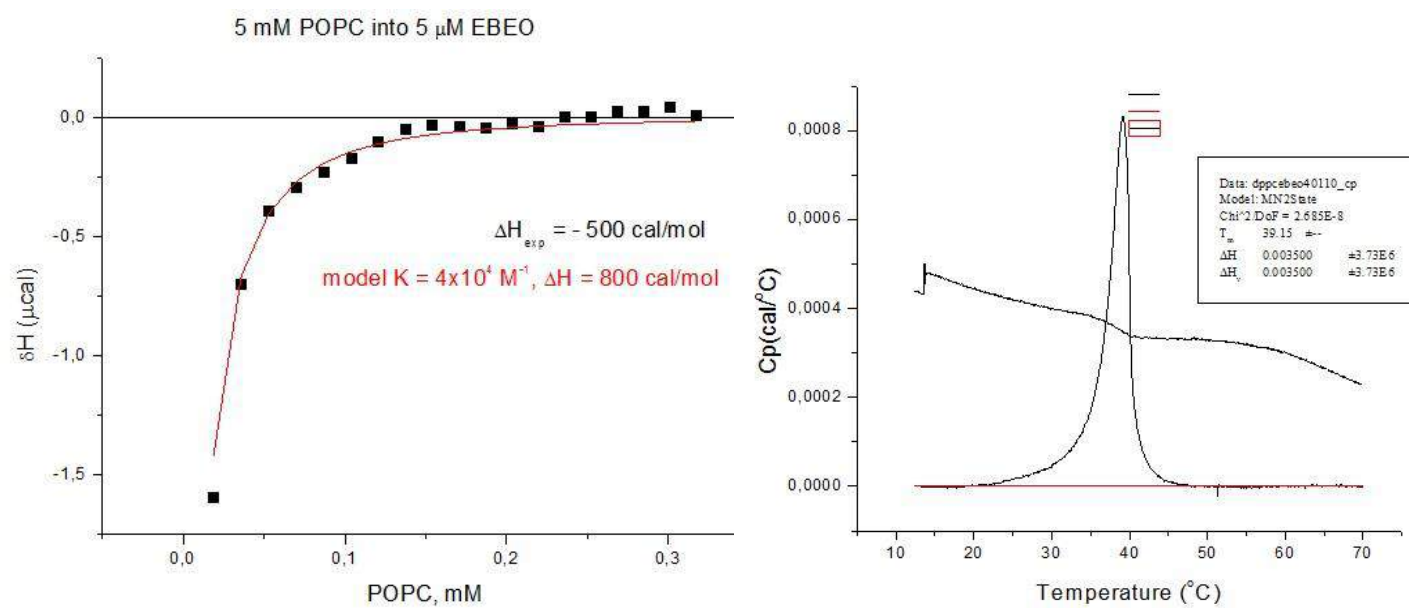 5 mM POPC into 5 μM EBEO
0,0
-0,5
-1,0
-1,5
δH (μcal)
ΔH_exp = - 500 cal/mol
model K = 4x10⁴ M⁻¹, ΔH = 800 cal/mol
0,0 0,1 0,2 0,3
POPC, mM
0,0008
0,0006
0,0004
0,0002
0,0000
Cp(cal/°C)
Data: dppcebeo40110_cp
Model: MN2State
Chi^2/DoF = 2.685E-8
T_m 39.15 ±--
ΔH 0.003500 ±3.73E6
ΔH_v 0.003500 ±3.73E6
10 20 30 40 50 60 70
Temperature (°C)